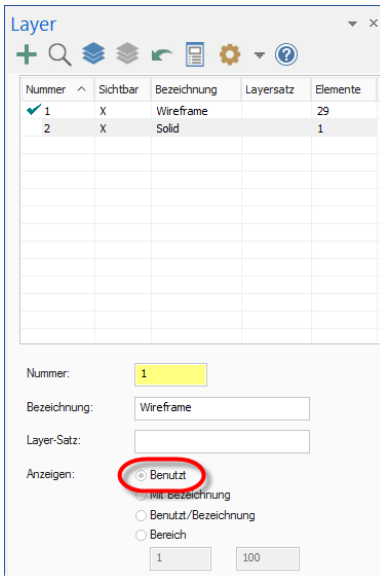 Layer
Nummer Sichtbar Bezeichnung Layersatz Elemente
1 X Wireframe 29
2 X Solid 1
Nummer: 1
Bezeichnung: Wireframe
Layer-Satz:
Anzeigen: Benutzt
Mit Bezeichnung
Benutzt/Bezeichnung
Bereich
1 100